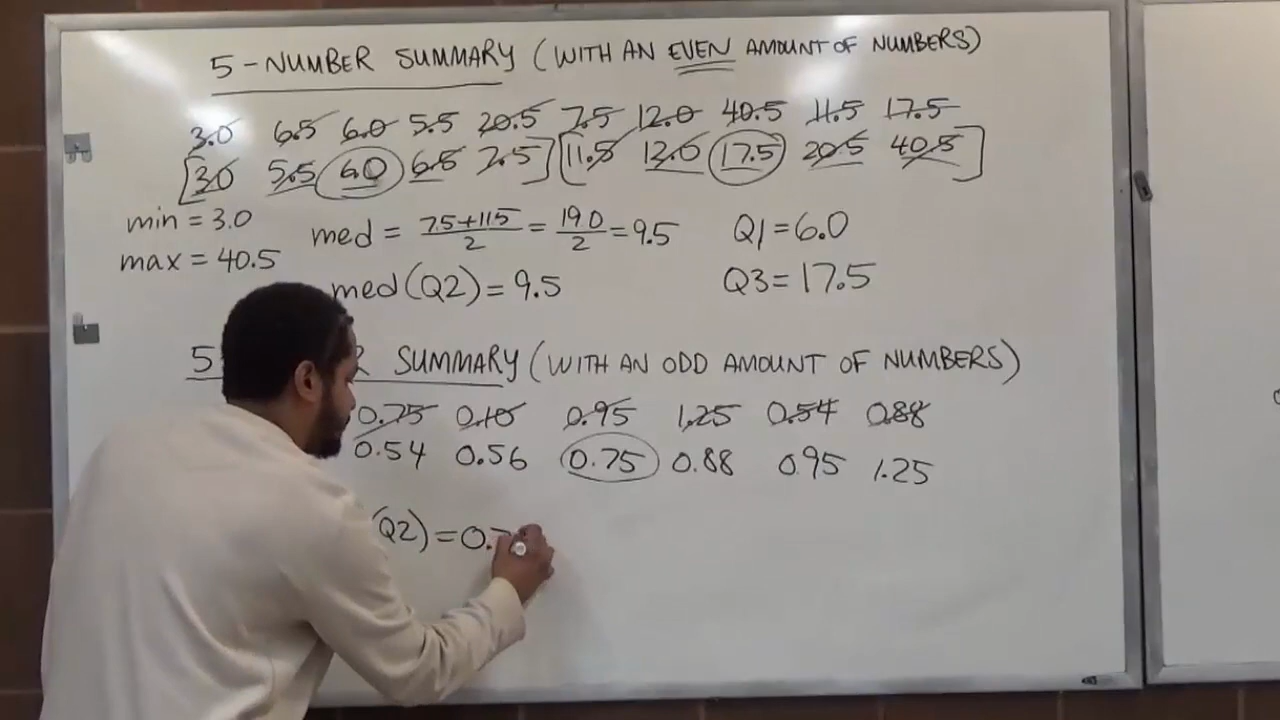 5-NUMBER SUMMARY (WITH AN EVEN AMOUNT OF NUMBERS)
3.0 6.5 6.0 5.5 20.5 7.5 12.0 40.5 11.5 17.5
[3.0 5.5 6.0 6.5 7.5] [11.5 12.0 17.5 20.5 40.5]
min = 3.0
max = 40.5
med = 7.5+11.5/2 = 19.0/2 = 9.5
med (Q2) = 9.5
Q1 = 6.0
Q3 = 17.5
5 SUMMARY (WITH AN ODD AMOUNT OF NUMBERS)
0.75 0.10 0.95 1.25 0.54 0.88
0.54 0.56 0.75 0.88 0.95 1.25
(Q2) = 0.7